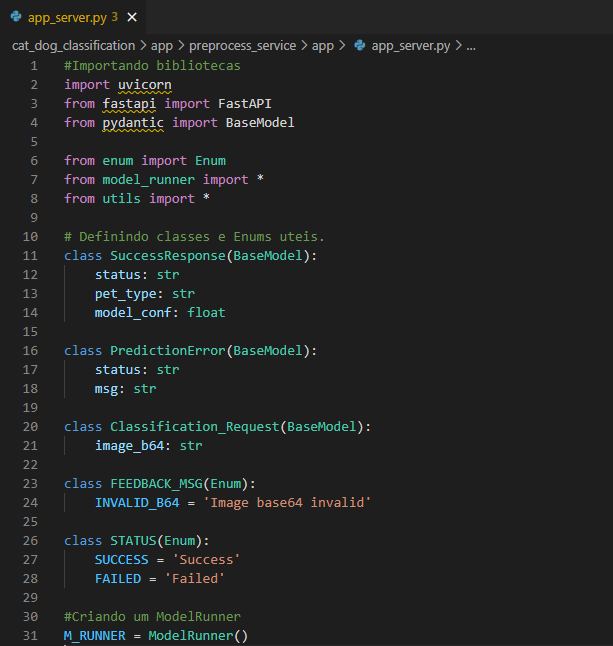 app_server.py 3 ×
cat_dog_classification > app > preprocess_service > app > app_server.py > ...
1 #Importando bibliotecas
2 import uvicorn
3 from fastapi import FastAPI
4 from pydantic import BaseModel
5
6 from enum import Enum
7 from model_runner import *
8 from utils import *
9
10 # Definindo classes e Enums uteis.
11 class SuccessResponse(BaseModel):
12     status: str
13     pet_type: str
14     model_conf: float
15
16 class PredictionError(BaseModel):
17     status: str
18     msg: str
19
20 class Classification_Request(BaseModel):
21     image_b64: str
22
23 class FEEDBACK_MSG(Enum):
24     INVALID_B64 = 'Image base64 invalid'
25
26 class STATUS(Enum):
27     SUCCESS = 'Success'
28     FAILED = 'Failed'
29
30 #Criando um ModelRunner
31 M_RUNNER = ModelRunner()